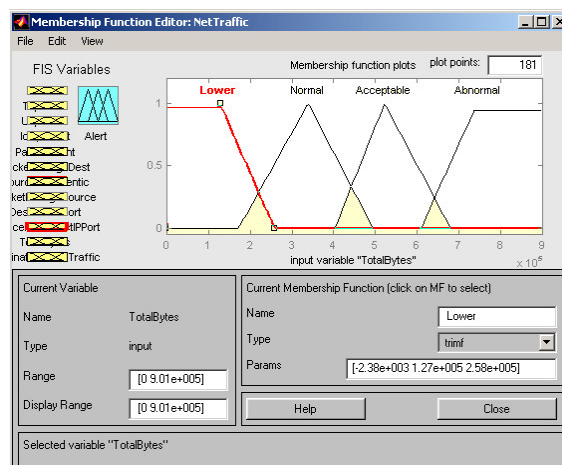 Membership Function Editor: NetTraffic
File Edit View
FIS Variables
Membership function plots
plot points:
181
Alert
Lower
Normal
Acceptable
Abnormal
1
0.5
0
0 1 2 3 4 5 6 7 8 9
input variable "TotalBytes"
x 10^5
Current Variable
Name TotalBytes
Type input
Range [0 9.01e+005]
Display Range [0 9.01e+005]
Current Membership Function (click on MF to select)
Name Lower
Type trimf
Params [-2.38e+003 1.27e+005 2.58e+005]
Help Close
Selected variable "TotalBytes"